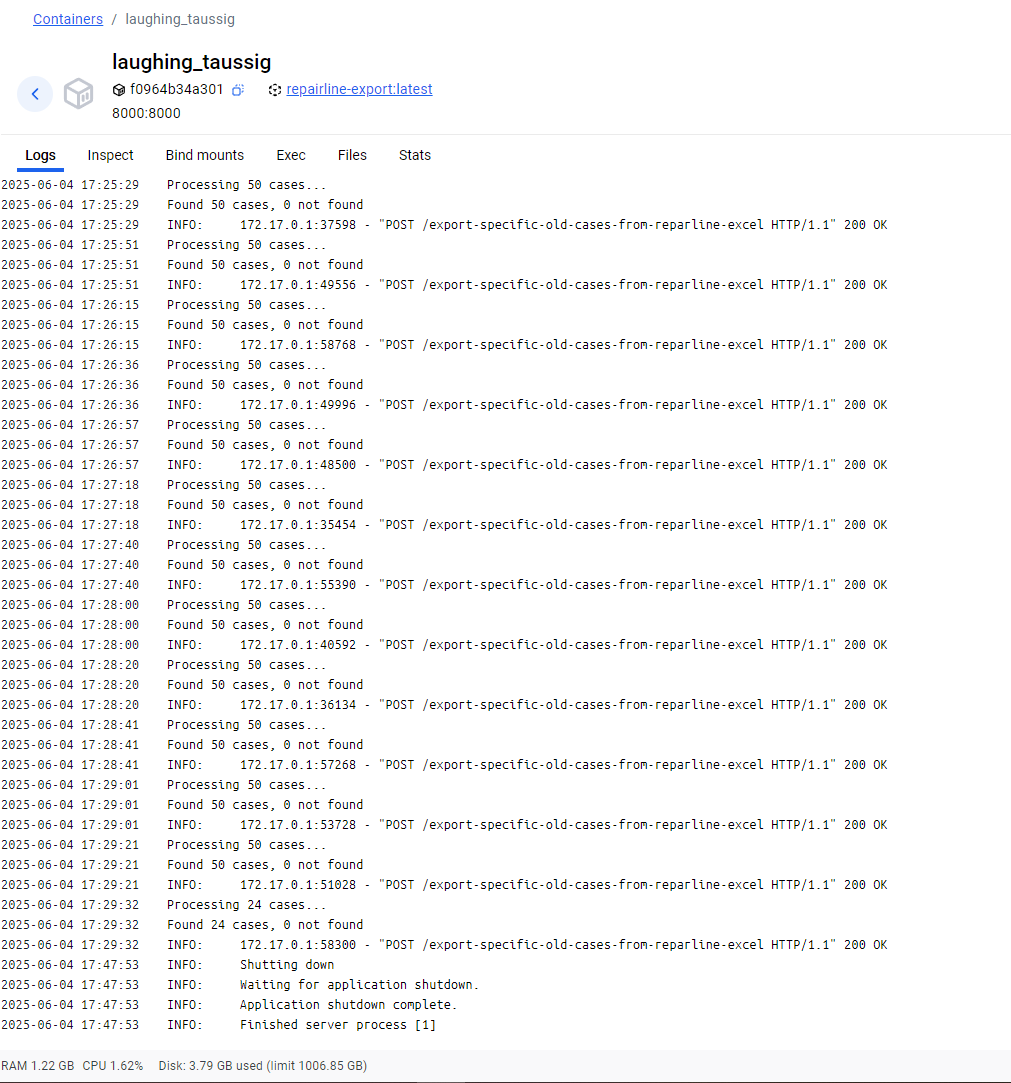 Containers / laughing_taussig
laughing_taussig
f0964b34a301 repairline-export:latest
8000:8000
Logs Inspect Bind mounts Exec Files Stats
2025-06-04 17:25:29 Processing 50 cases...
2025-06-04 17:25:29 Found 50 cases, 0 not found
2025-06-04 17:25:29 INFO: 172.17.0.1:37598 - "POST /export-specific-old-cases-from-reparline-excel HTTP/1.1" 200 OK
2025-06-04 17:25:51 Processing 50 cases...
2025-06-04 17:25:51 Found 50 cases, 0 not found
2025-06-04 17:25:51 INFO: 172.17.0.1:49556 - "POST /export-specific-old-cases-from-reparline-excel HTTP/1.1" 200 OK
2025-06-04 17:26:15 Processing 50 cases...
2025-06-04 17:26:15 Found 50 cases, 0 not found
2025-06-04 17:26:15 INFO: 172.17.0.1:58768 - "POST /export-specific-old-cases-from-reparline-excel HTTP/1.1" 200 OK
2025-06-04 17:26:36 Processing 50 cases...
2025-06-04 17:26:36 Found 50 cases, 0 not found
2025-06-04 17:26:36 INFO: 172.17.0.1:49996 - "POST /export-specific-old-cases-from-reparline-excel HTTP/1.1" 200 OK
2025-06-04 17:26:57 Processing 50 cases...
2025-06-04 17:26:57 Found 50 cases, 0 not found
2025-06-04 17:26:57 INFO: 172.17.0.1:48500 - "POST /export-specific-old-cases-from-reparline-excel HTTP/1.1" 200 OK
2025-06-04 17:27:18 Processing 50 cases...
2025-06-04 17:27:18 Found 50 cases, 0 not found
2025-06-04 17:27:18 INFO: 172.17.0.1:35454 - "POST /export-specific-old-cases-from-reparline-excel HTTP/1.1" 200 OK
2025-06-04 17:27:40 Processing 50 cases...
2025-06-04 17:27:40 Found 50 cases, 0 not found
2025-06-04 17:27:40 INFO: 172.17.0.1:55390 - "POST /export-specific-old-cases-from-reparline-excel HTTP/1.1" 200 OK
2025-06-04 17:28:00 Processing 50 cases...
2025-06-04 17:28:00 Found 50 cases, 0 not found
2025-06-04 17:28:00 INFO: 172.17.0.1:40592 - "POST /export-specific-old-cases-from-reparline-excel HTTP/1.1" 200 OK
2025-06-04 17:28:20 Processing 50 cases...
2025-06-04 17:28:20 Found 50 cases, 0 not found
2025-06-04 17:28:20 INFO: 172.17.0.1:36134 - "POST /export-specific-old-cases-from-reparline-excel HTTP/1.1" 200 OK
2025-06-04 17:28:41 Processing 50 cases...
2025-06-04 17:28:41 Found 50 cases, 0 not found
2025-06-04 17:28:41 INFO: 172.17.0.1:57268 - "POST /export-specific-old-cases-from-reparline-excel HTTP/1.1" 200 OK
2025-06-04 17:29:01 Processing 50 cases...
2025-06-04 17:29:01 Found 50 cases, 0 not found
2025-06-04 17:29:01 INFO: 172.17.0.1:53728 - "POST /export-specific-old-cases-from-reparline-excel HTTP/1.1" 200 OK
2025-06-04 17:29:21 Processing 50 cases...
2025-06-04 17:29:21 Found 50 cases, 0 not found
2025-06-04 17:29:21 INFO: 172.17.0.1:51028 - "POST /export-specific-old-cases-from-reparline-excel HTTP/1.1" 200 OK
2025-06-04 17:29:32 Processing 24 cases...
2025-06-04 17:29:32 Found 24 cases, 0 not found
2025-06-04 17:29:32 INFO: 172.17.0.1:58300 - "POST /export-specific-old-cases-from-reparline-excel HTTP/1.1" 200 OK
2025-06-04 17:47:53 INFO: Shutting down
2025-06-04 17:47:53 INFO: Waiting for application shutdown.
2025-06-04 17:47:53 INFO: Application shutdown complete.
2025-06-04 17:47:53 INFO: Finished server process [1]
RAM 1.22 GB CPU 1.62% Disk: 3.79 GB used (limit 1006.85 GB)